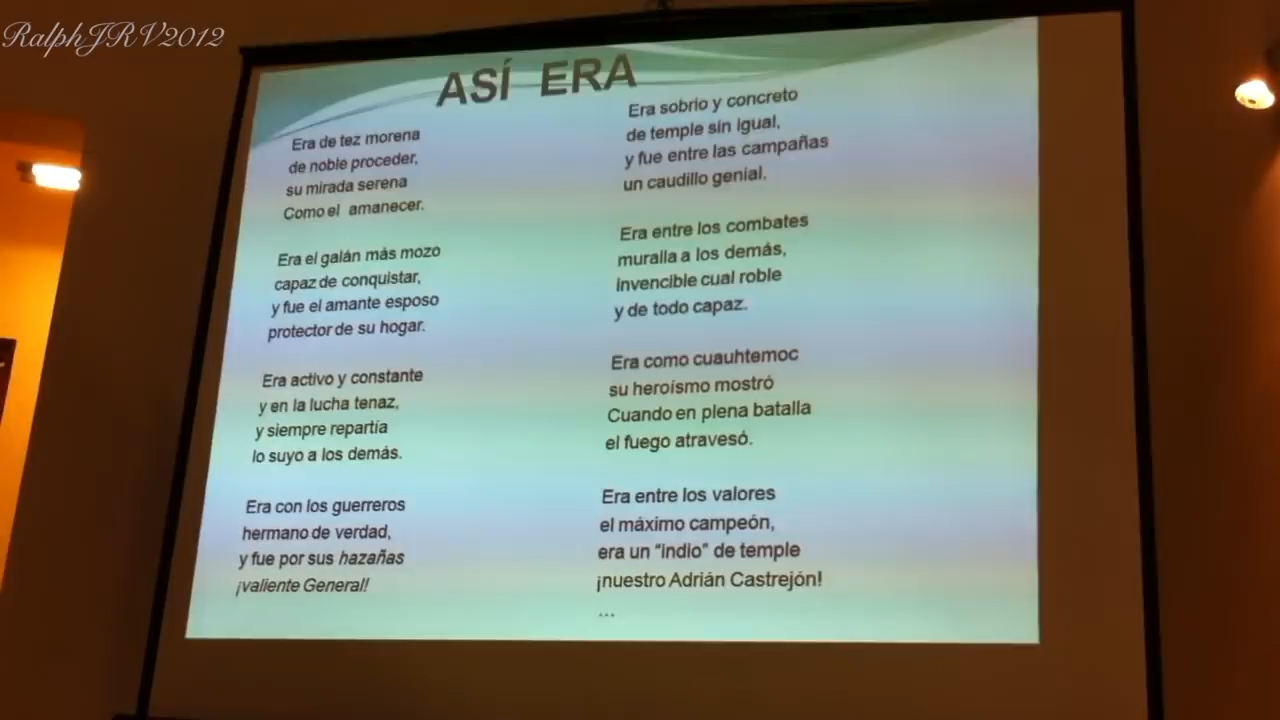 RalphJRV2012
ASÍ ERA
Era de tez morena
de noble proceder,
su mirada serena
Como el amanecer.
Era el galán más mozo
capaz de conquistar,
y fue el amante esposo
protector de su hogar.
Era activo y constante
y en la lucha tenaz,
y siempre repartía
lo suyo a los demás.
Era con los guerreros
hermano de verdad,
y fue por sus hazañas
¡valiente General!
Era sobrio y concreto
de temple sin igual,
y fue entre las campañas
un caudillo genial.
Era entre los combates
muralla a los demás,
invencible cual roble
y de todo capaz.
Era como cuauhtemoc
su heroísmo mostró
Cuando en plena batalla
el fuego atravesó.
Era entre los valores
el máximo campeón,
era un "indio" de temple
¡nuestro Adrián Castrejón!
...